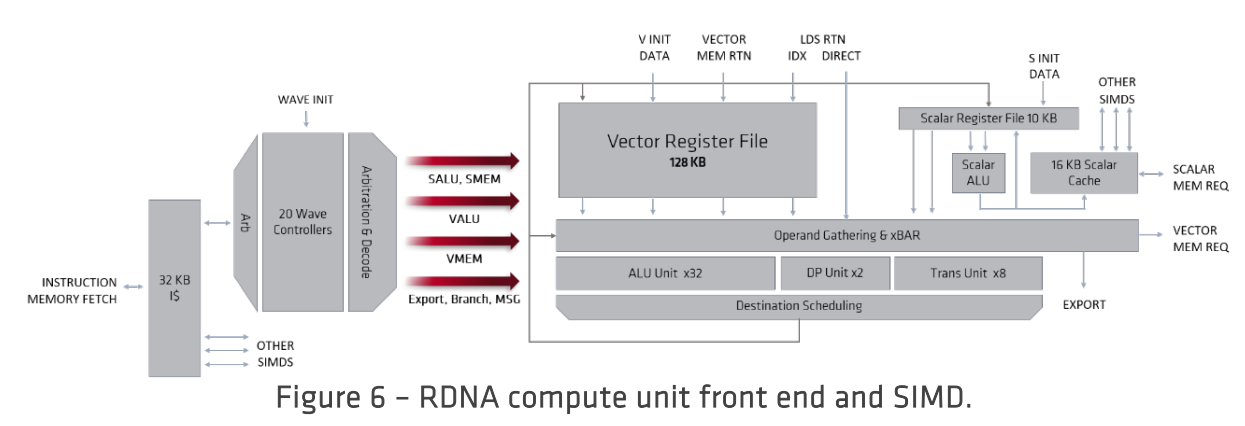 V INIT
DATA
VECTOR
MEM RTN
LDS RTN
IDX DIRECT
S INIT
DATA
OTHER
SIMDS
WAVE INIT
Vector Register File
128 KB
Scalar Register File 10 KB
Scalar
ALU
16 KB Scalar
Cache
SCALAR
MEM REQ
Arb
20 Wave
Controllers
Arbitration & Decode
SALU, SMEM
VALU
VMEM
Export, Branch, MSG
Operand Gathering & xBAR
VECTOR
MEM REQ
ALU Unit x32
DP Unit x2
Trans Unit x8
Destination Scheduling
EXPORT
INSTRUCTION
MEMORY FETCH
32 KB
I$
OTHER
SIMDS
Figure 6 – RDNA compute unit front end and SIMD.